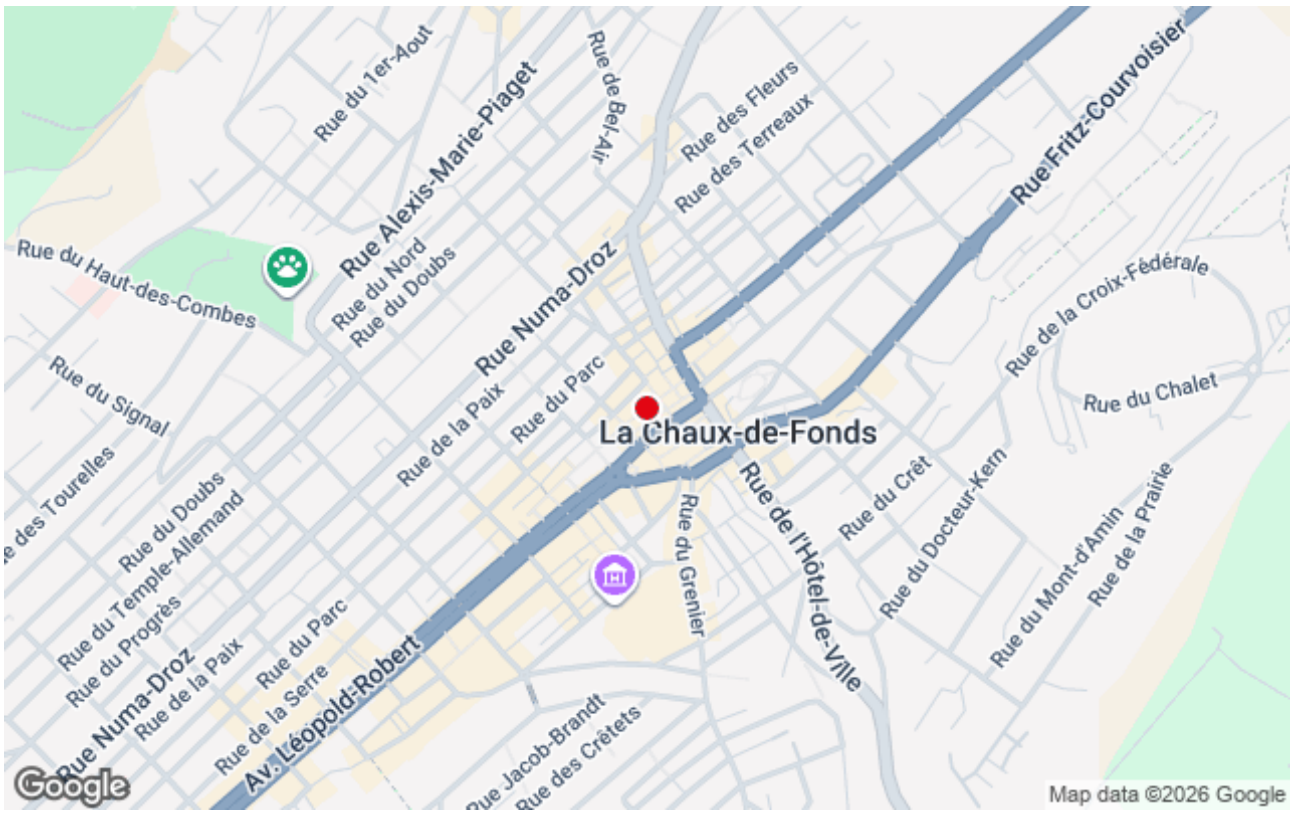 Rue du 1er-Aout
Rue Alexis-Marie-Piaget
Rue de Bel-Air
Rue des Fleurs
Rue des Terreaux
Rue Fritz-Courvoisier
Rue du Haut-des-Combes
Rue du Nord
Rue du Doubs
Rue Numa-Droz
Rue de la Croix-Fédérale
Rue du Chalet
Rue du Signal
Rue du Parc
Rue de la Paix
La Chaux-de-Fonds
e des Tourelles
Rue du Doubs
Rue du Temple-Allemand
Rue du Progrès
Rue Numa-Droz
Rue de la Paix
Rue du Parc
Rue de la Serre
Av. Léopold-Robert
Rue du Grenier
Rue de l'Hôtel-de-Ville
Rue du Crêt
Rue du Docteur-Kern
Rue du Mont-d'Amin
Rue de la Prairie
Rue Jacob-Brandt
Rue des Crêtets
Google
Map data ©2026 Google